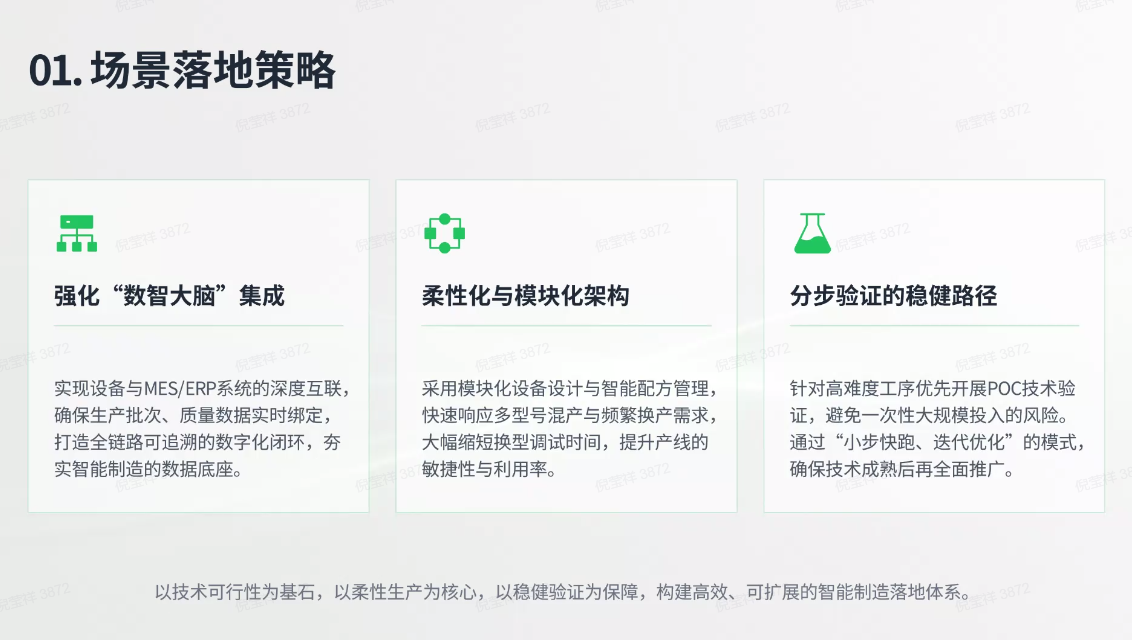 01. 场景落地策略
强化“数智大脑”集成
实现设备与MES/ERP系统的深度互联，
确保生产批次、质量数据实时绑定，
打造全链路可追溯的数字化闭环，夯
实智能制造的数据底座。
柔性化与模块化架构
采用模块化设备设计与智能配方管理，
快速响应多型号混产与频繁换产需求，
大幅缩短换型调试时间，提升产线的
敏捷性与利用率。
分步验证的稳健路径
针对高难度工序优先开展POC技术验
证，避免一次性大规模投入的风险。
通过“小步快跑、迭代优化”的模式，
确保技术成熟后再全面推广。
以技术可行性为基石，以柔性生产为核心，以稳健验证为保障，构建高效、可扩展的智能制造落地体系。
倪莹祥 3872